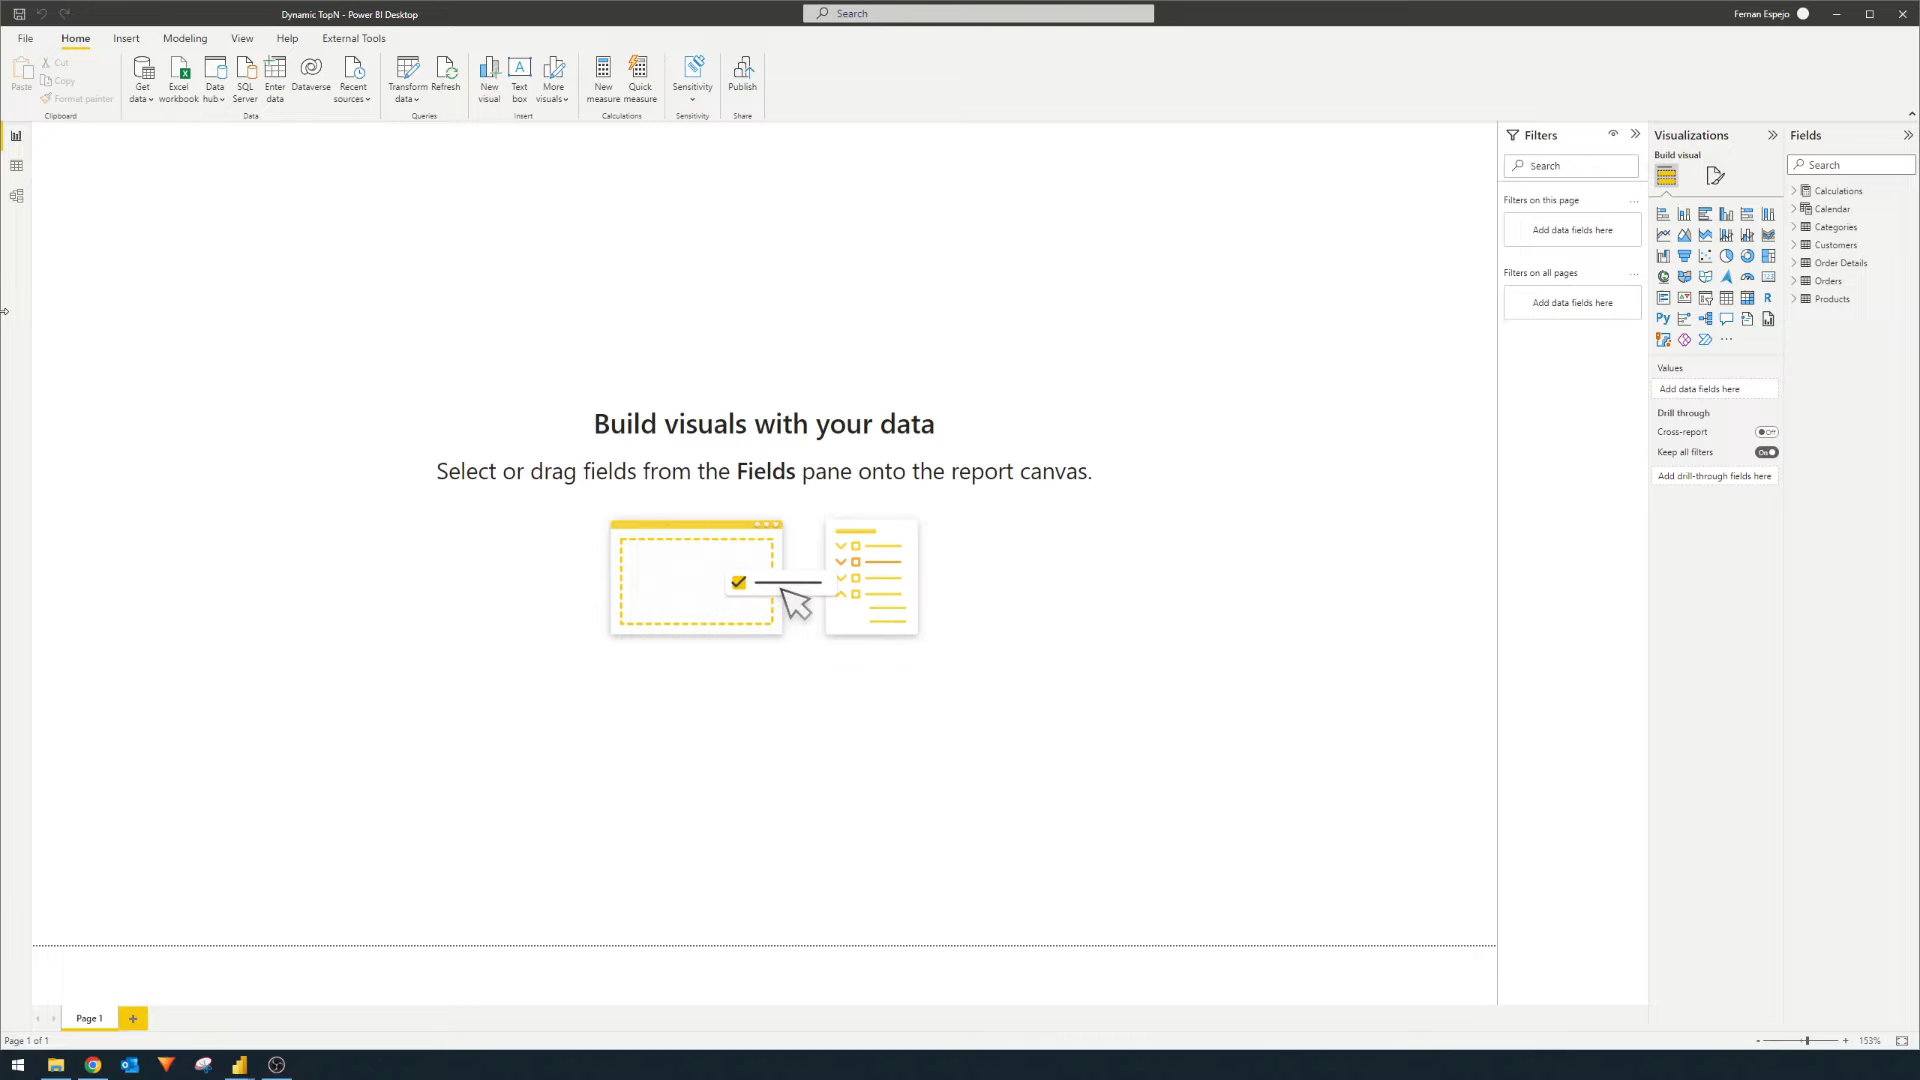 Dynamic TopN - Power BI Desktop
Search
Fernan Espejo
File Home Insert Modeling View Help External Tools
Paste
Cut
Copy
Format painter
Clipboard
Get data
Excel workbook
Data hub
SQL Server
Enter data
Dataverse
Recent sources
Data
Transform data
Refresh
Queries
New visual
Text box
More visuals
Insert
New measure
Quick measure
Calculations
Sensitivity
Sensitivity
Publish
Share
Build visuals with your data
Select or drag fields from the Fields pane onto the report canvas.
Filters
Search
Filters on this page ...
Add data fields here
Filters on all pages ...
Add data fields here
Visualizations
Build visual
123
R
Py
...
Values
Add data fields here
Drill through
Cross-report Off
Keep all filters On
Add drill-through fields here
Fields
Search
Calculations
Calendar
Categories
Customers
Order Details
Orders
Products
Page 1
+
Page 1 of 1
- + 153%